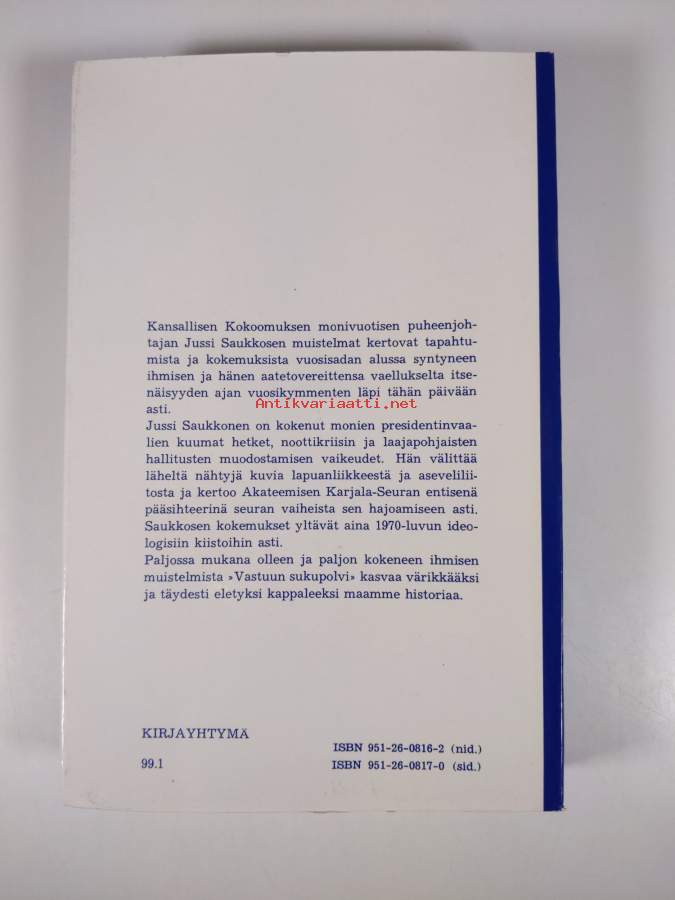 Kansallisen Kokoomuksen monivuotisen puheenjoh-
tajan Jussi Saukkosen muistelmat kertovat tapahtu-
mista ja kokemuksista vuosisadan alussa syntyneen
ihmisen ja hänen aatetovereittensa vaellukselta itse-
näisyyden ajan vuosikymmenten läpi tähän päivään
asti.
Antikvariaatti.net
Jussi Saukkonen on kokenut monien presidentinvaa-
lien kuumat hetket, noottikriisin ja laajapohjaisten
hallitusten muodostamisen vaikeudet. Hän välittää
läheltä nähtyjä kuvia lapuanliikkeestä ja aseveliliitosta
tosta ja kertoo Akateemisen Karjala-Seuran entisenä
pääsihteerinä seuran vaiheista sen hajoamiseen asti.
Saukkosen kokemukset yltävät aina 1970-luvun ideo-
logisiin kiistoihin asti.
Paljossa mukana olleen ja paljon kokeneen ihmisen
muistelmista »Vastuun sukupolvi» kasvaa värikkääksi
ja täydesti eletyksi kappaleeksi maamme historiaa.
KIRJAYHTYMÄ
99.1
ISBN 951-26-0816-2 (nid.)
ISBN 951-26-0817-0 (sid.)